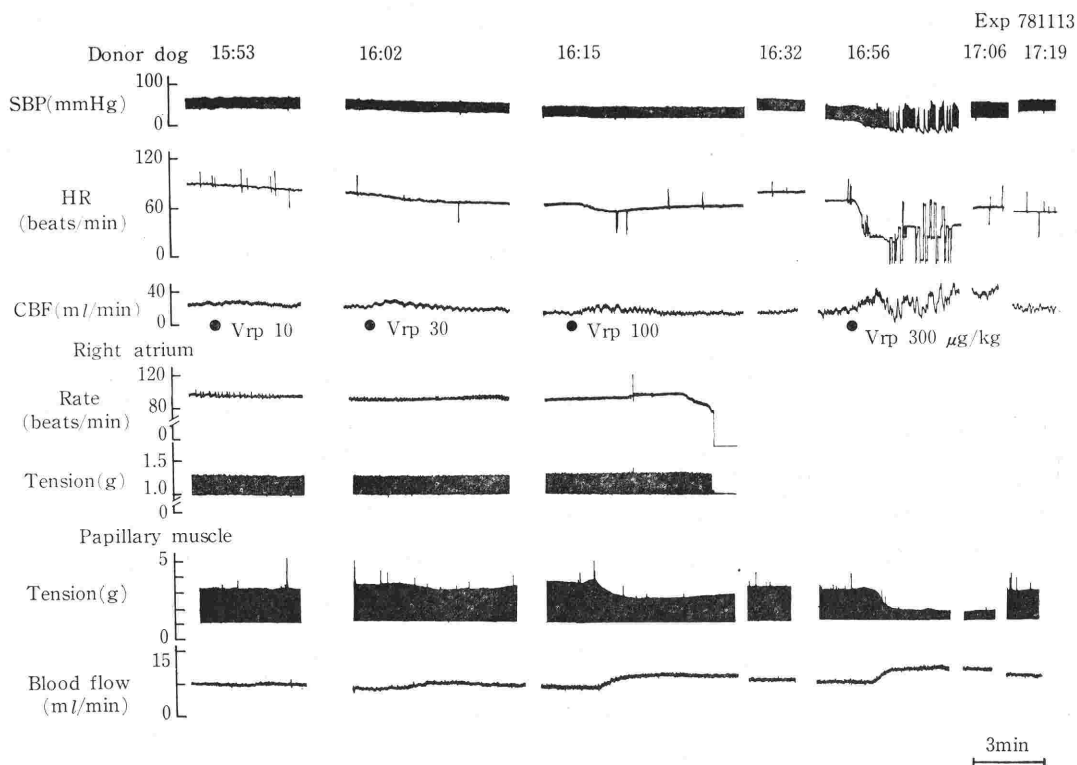 Exp 781113
Donor dog 15:53 16:02 16:15 16:32 16:56 17:06 17:19
100
SBP(mmHg)
0
120
HR
60
(beats/min)
0
40
CBF(ml/min)
0
Vrp 10 Vrp 30 Vrp 100 Vrp 300 μg/kg
Right atrium
120
Rate
80
(beats/min)
0
1.5
Tension(g)
1.0
0
Papillary muscle
5
Tension(g)
0
15
Blood flow
(ml/min)
0
3min